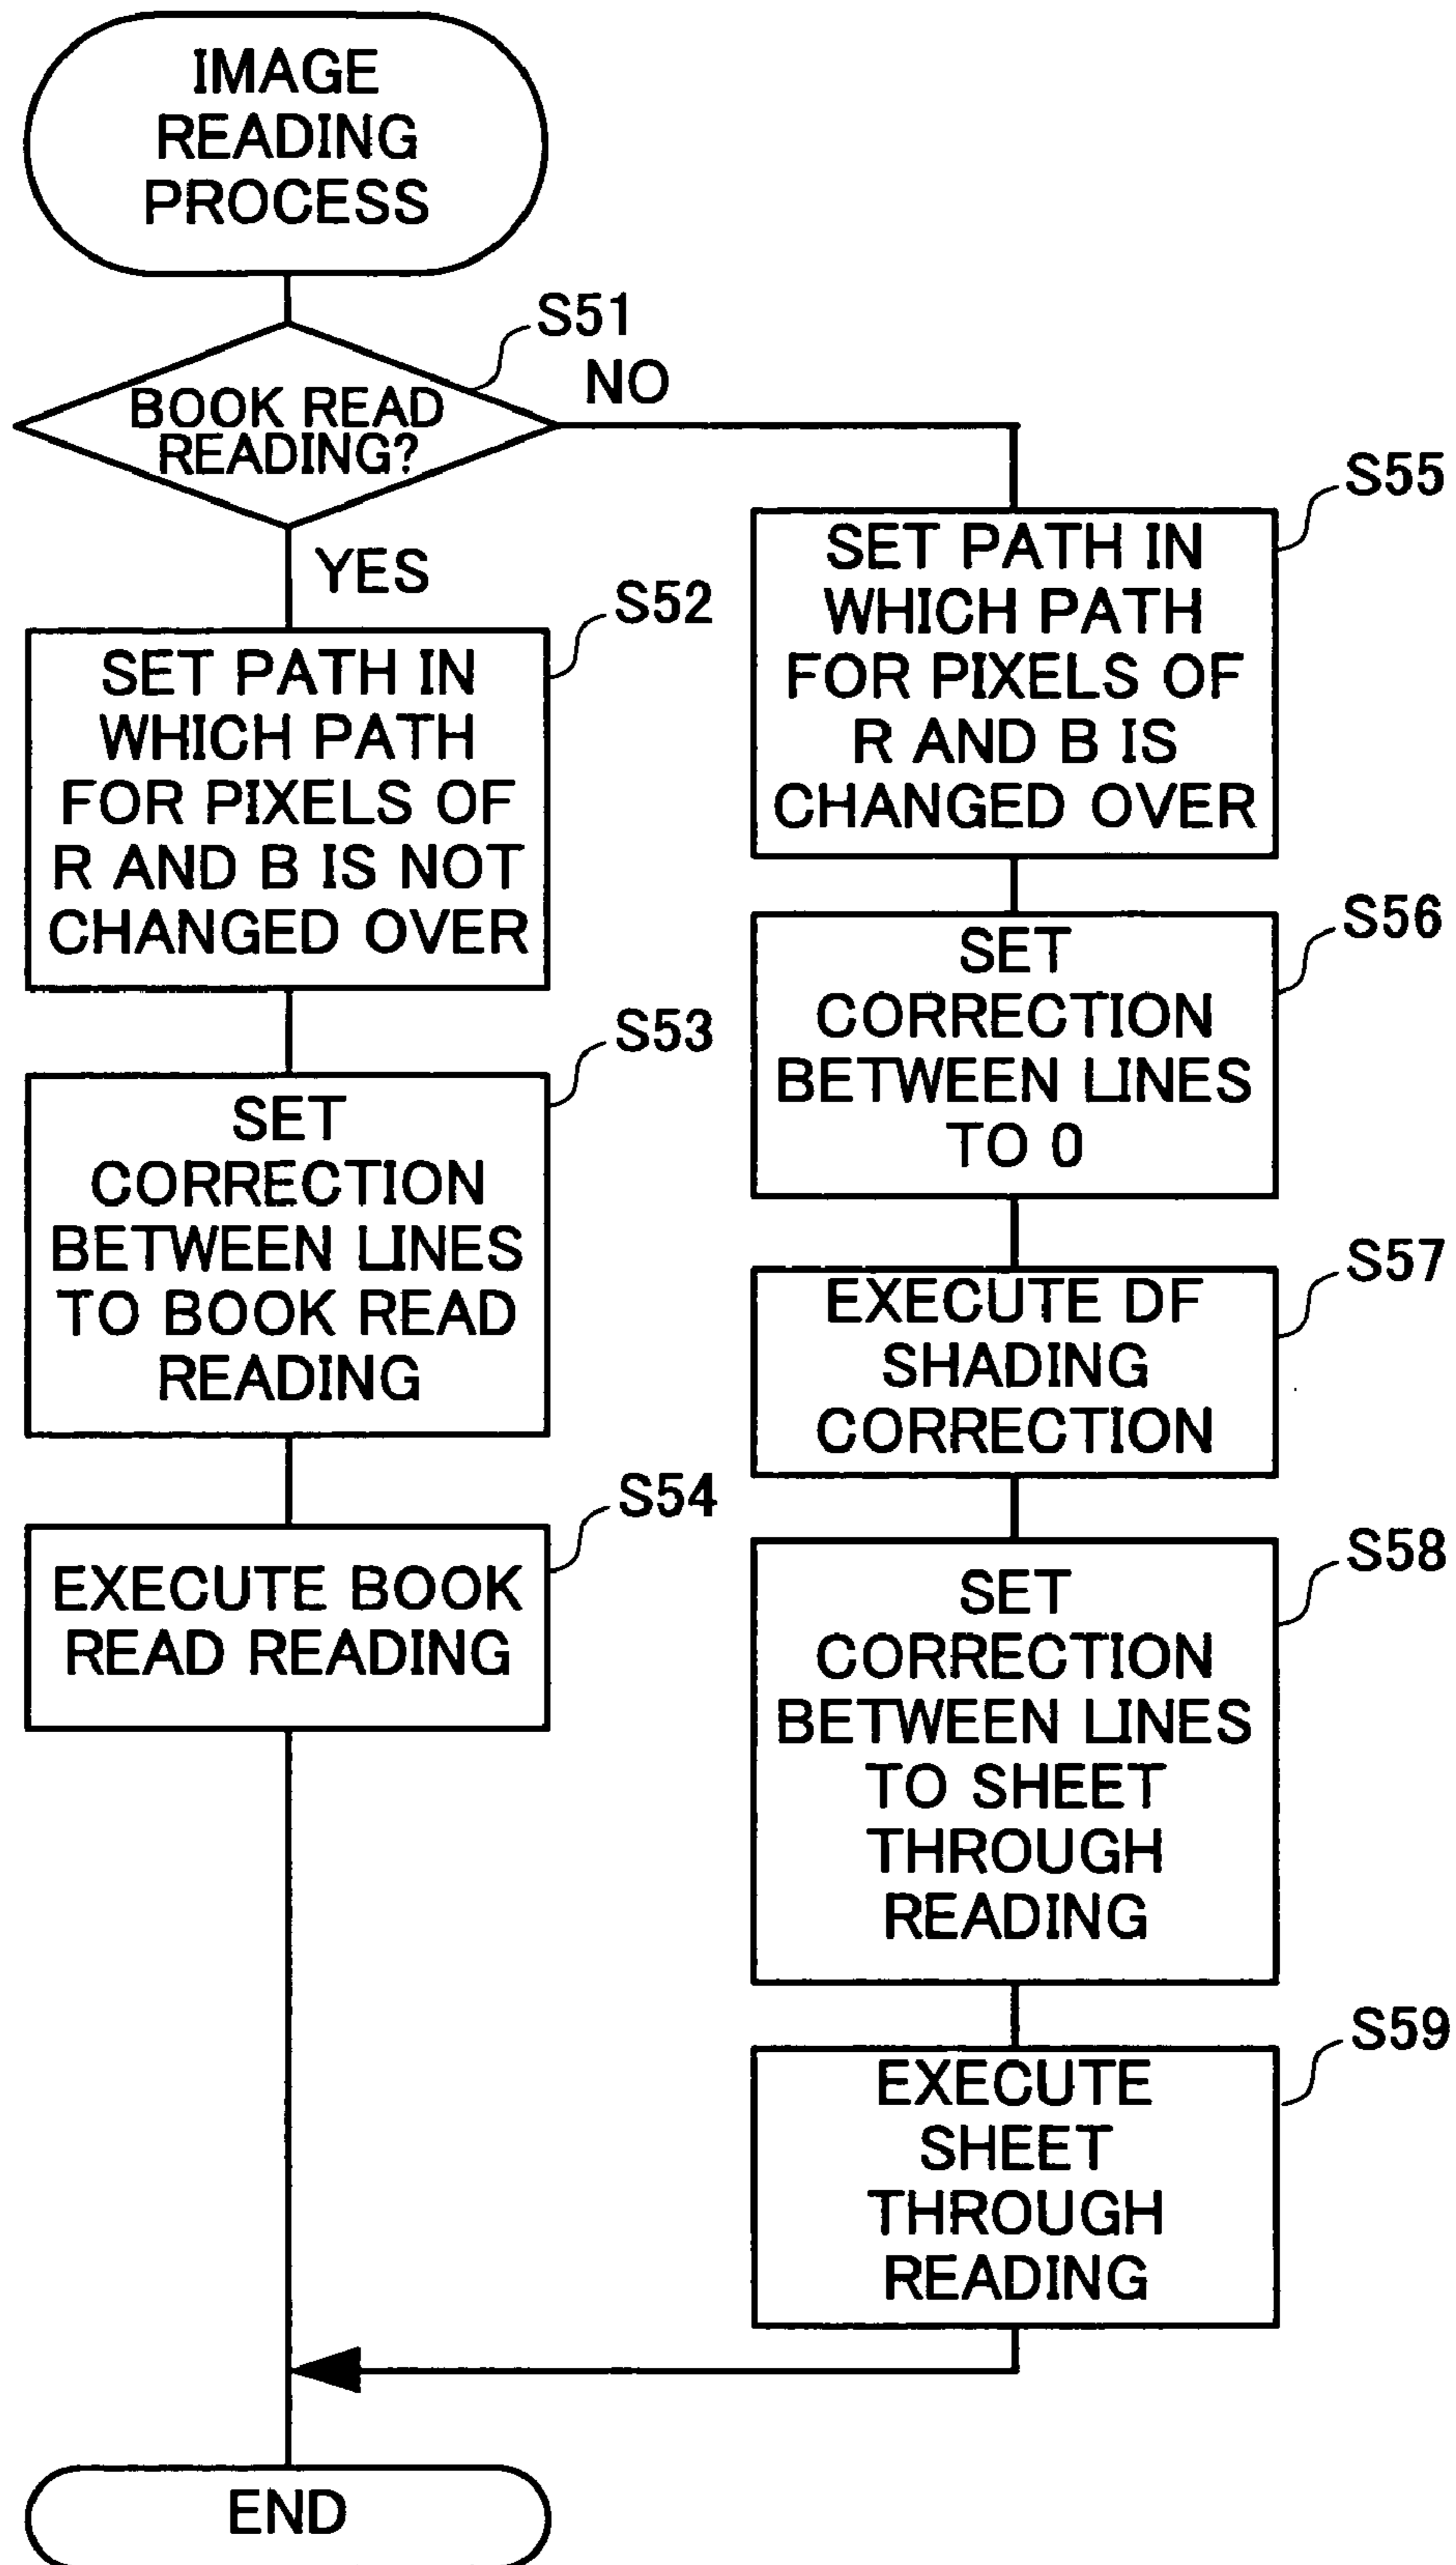 IMAGE
READING
PROCESS
S51
BOOK READ
READING?
NO
YES
S52
SET PATH IN
WHICH PATH
FOR PIXELS OF
R AND B IS NOT
CHANGED OVER
S53
SET
CORRECTION
BETWEEN LINES
TO BOOK READ
READING
S54
EXECUTE BOOK
READ READING
S55
SET PATH IN
WHICH PATH
FOR PIXELS OF
R AND B IS
CHANGED OVER
S56
SET
CORRECTION
BETWEEN LINES
TO 0
S57
EXECUTE DF
SHADING
CORRECTION
S58
SET
CORRECTION
BETWEEN LINES
TO SHEET
THROUGH
READING
S59
EXECUTE
SHEET
THROUGH
READING
END